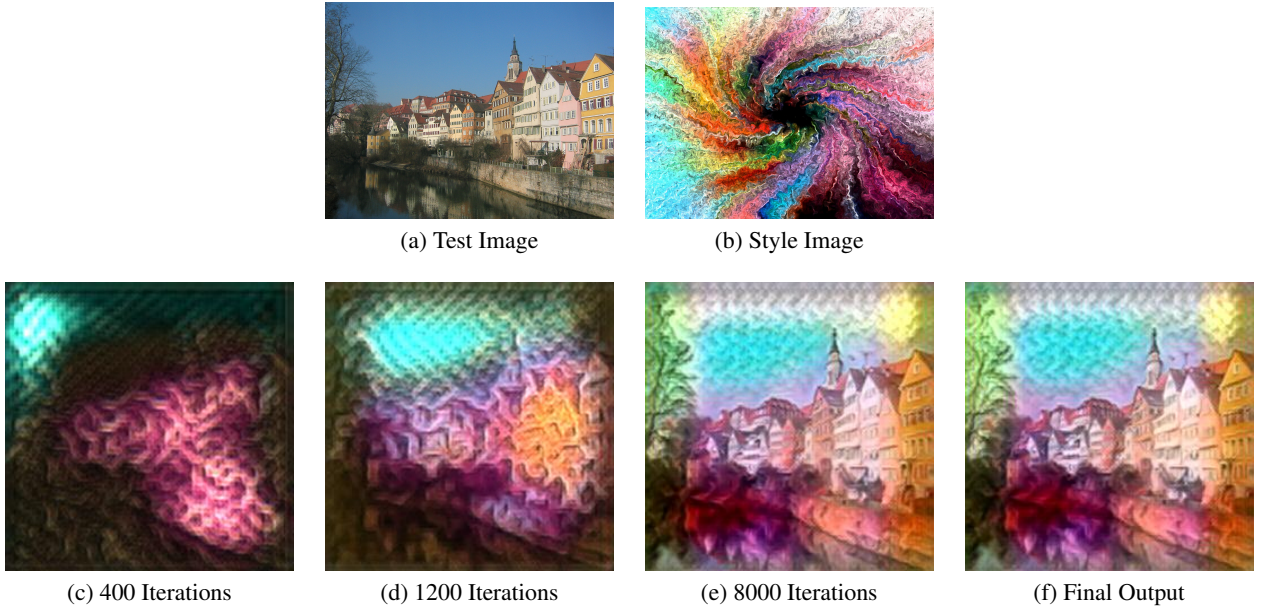 (a) Test Image
(b) Style Image
(c) 400 Iterations
(d) 1200 Iterations
(e) 8000 Iterations
(f) Final Output